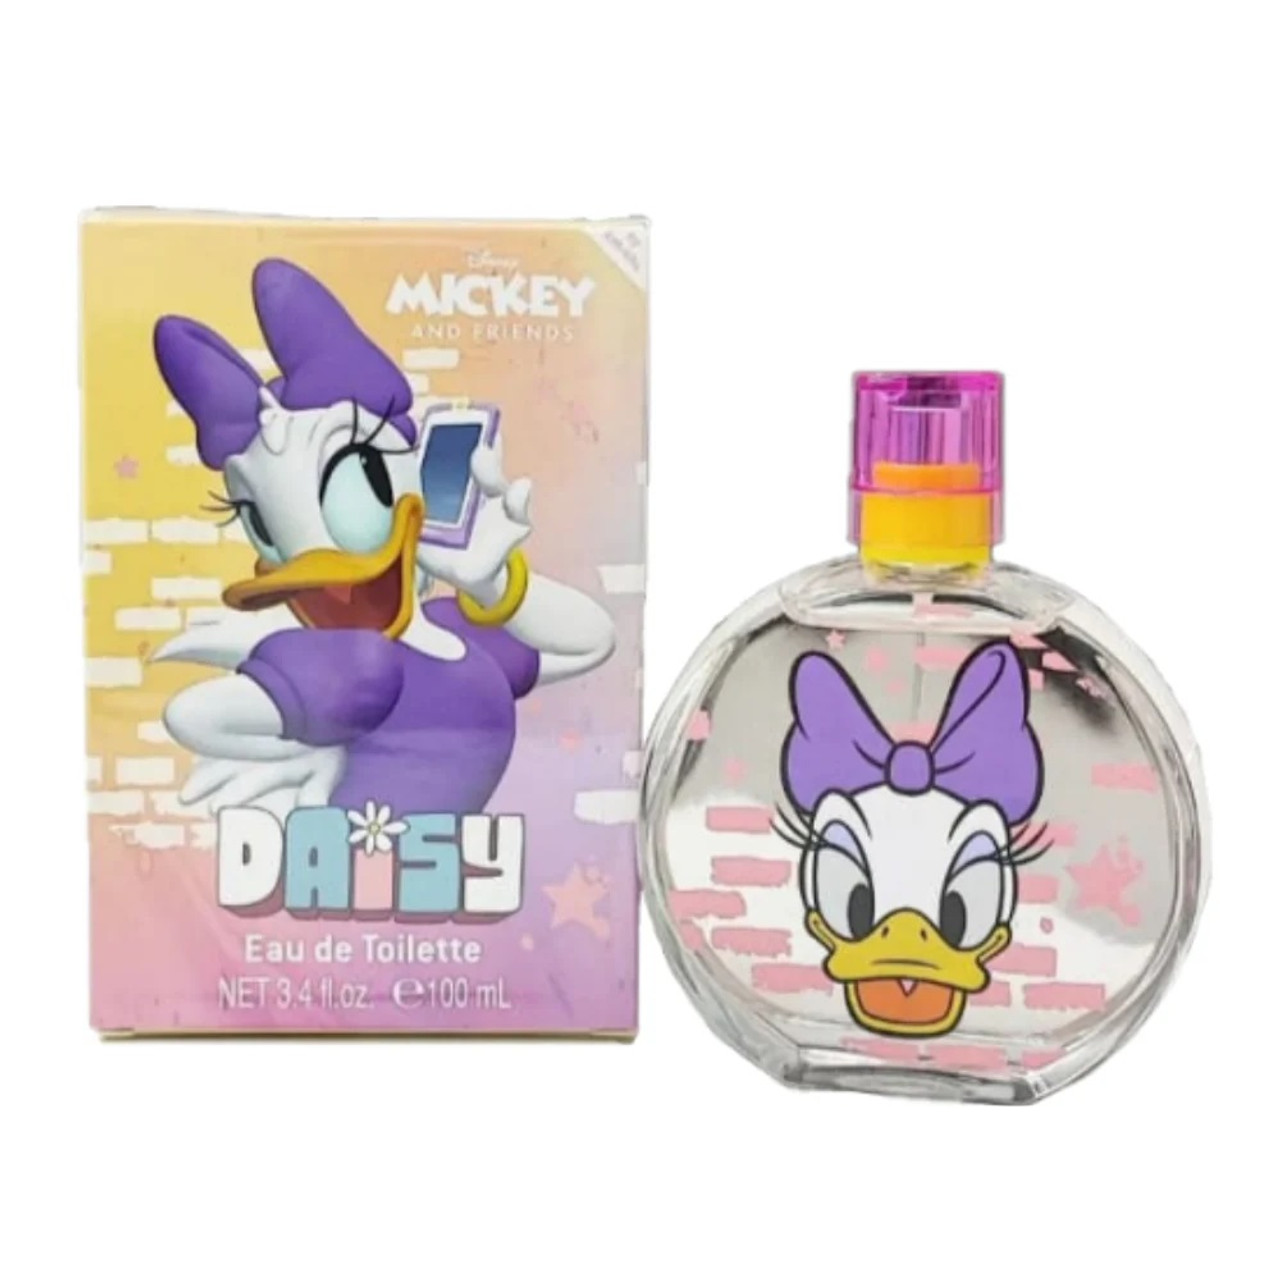 Disney
MICKEY
AND FRIENDS
DAiSY
Eau de Toilette
NET 3.4 fl.oz. ℮100 mL